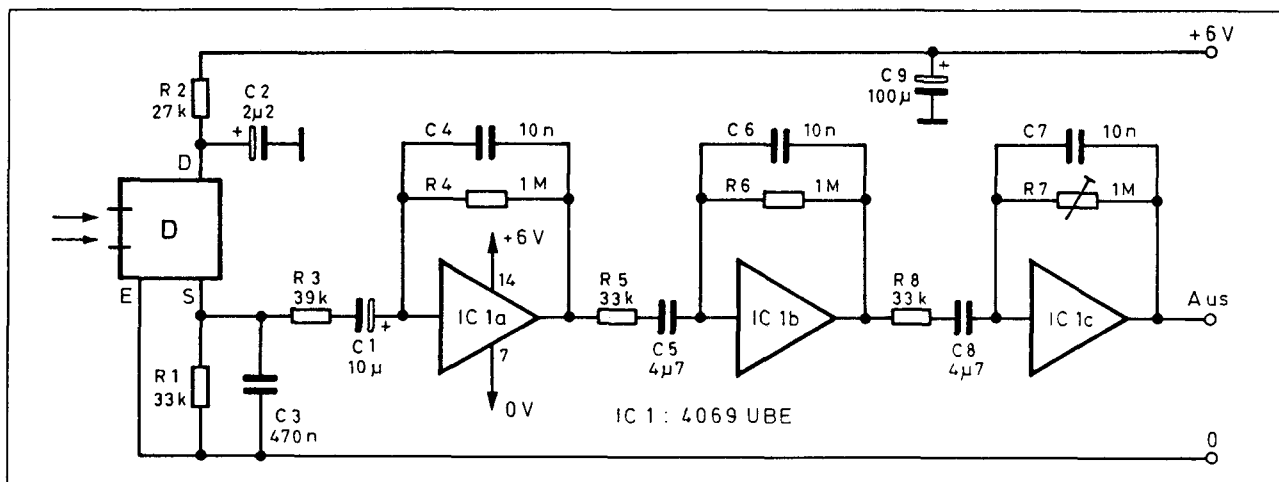 +6V
R2
27k
C2
2µ2
+
D
D
E
S
R1
33k
C3
470n
R3
39k
C1
10µ
+
C4
10n
R4
1M
+6V
14
IC 1a
7
0V
R5
33k
C5
4µ7
C6
10n
R6
1M
IC 1b
C9
100µ
+
R8
33k
C8
4µ7
C7
10n
R7
1M
IC 1c
Aus
IC 1 : 4069 UBE
0